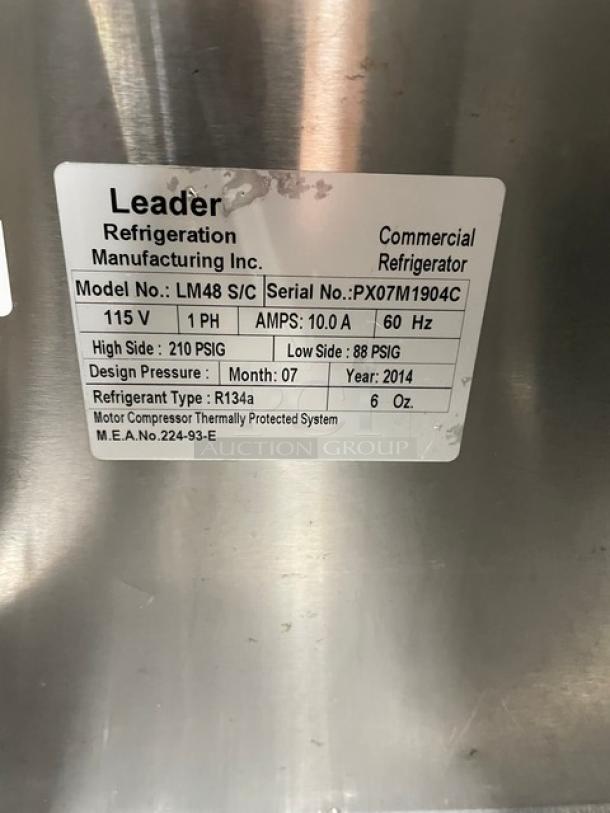 Leader
Refrigeration
Manufacturing Inc.
Commercial
Refrigerator
Model No.: LM48 S/C Serial No.:PX07M1904C
115 V 1 PH AMPS: 10.0 A 60 Hz
High Side : 210 PSIG Low Side : 88 PSIG
Design Pressure : Month: 07 Year: 2014
Refrigerant Type : R134a 6 Oz.
Motor Compressor Thermally Protected System
M.E.A.No.224-93-E
AUCTION GROUP